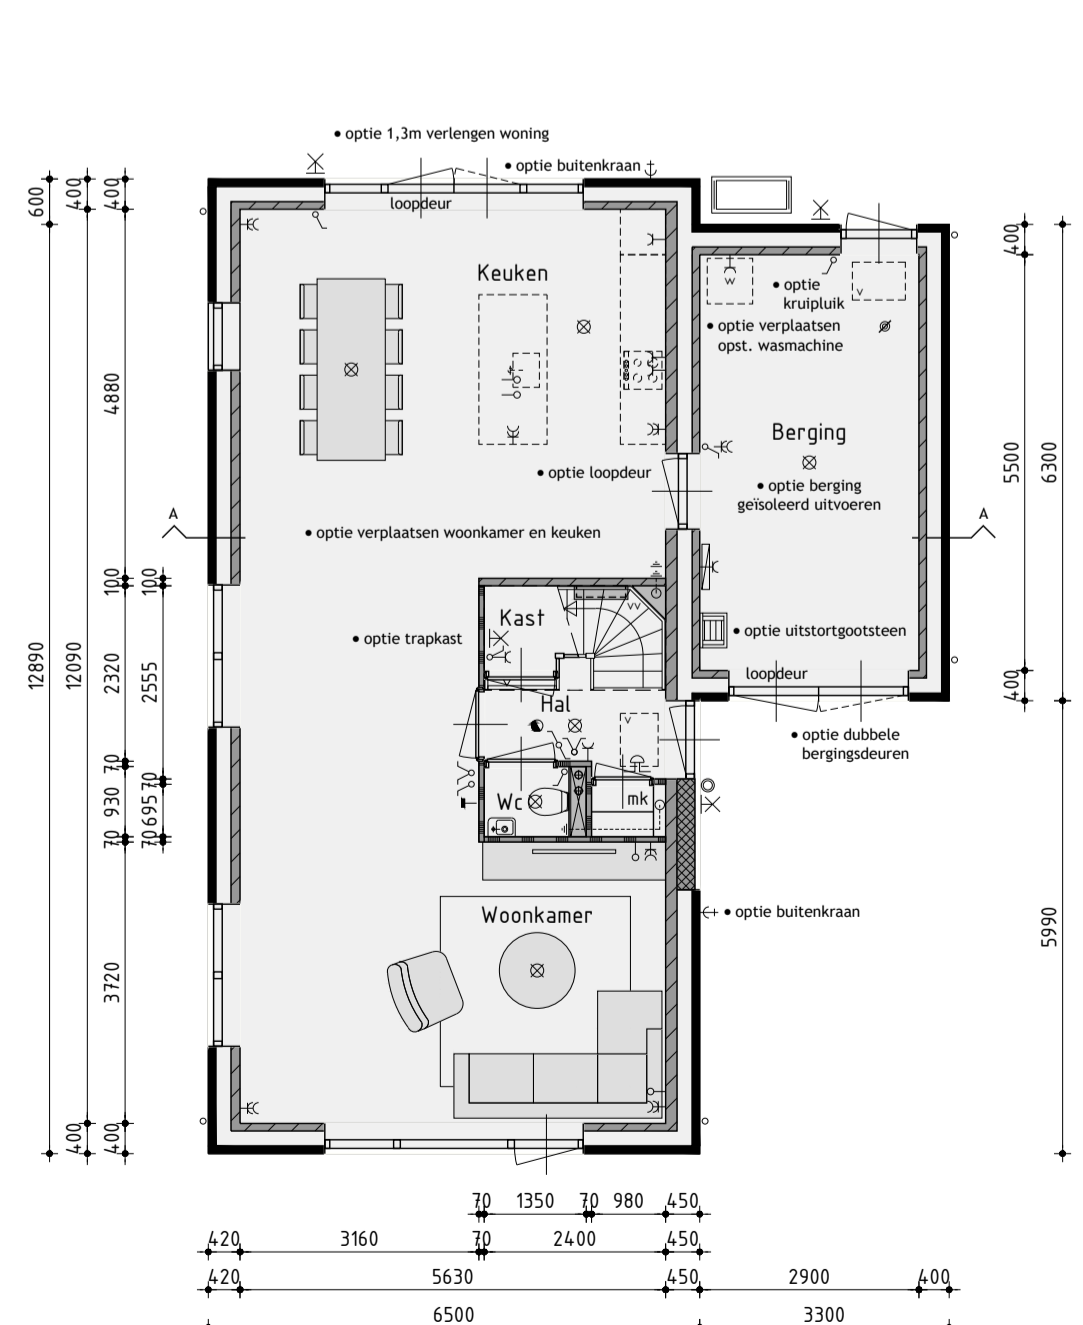 • optie 1,3m verlengen woning
• optie buitenkraan
loopdeur
Keuken
• optie
kruipluik
• optie verplaatsen
opst. wasmachine
Berging
• optie loopdeur
• optie berging
geïsoleerd uitvoeren
• optie verplaatsen woonkamer en keuken
A
A
Kast
VV
• optie trapkast
• optie uitstortgootsteen
loopdeur
Hal
V
V
V
W
• optie dubbele
bergingsdeuren
Wc
mk
Woonkamer
• optie buitenkraan
600
400
400
4880
12890
12090
100
100
2320
2555
70
930
70
70
695
70
3720
400
400
400
5500
6300
400
5990
70
1350
70
980
450
420
3160
70
2400
450
420
5630
450
2900
400
6500
3300